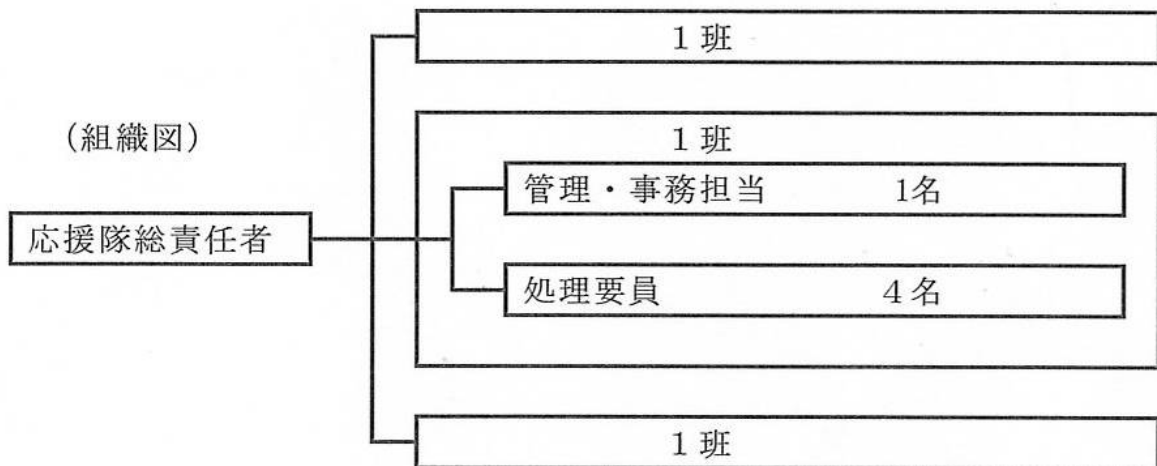 1班
(組織図)
1班
管理・事務担当 1名
応援隊総責任者
処理要員 4名
1班